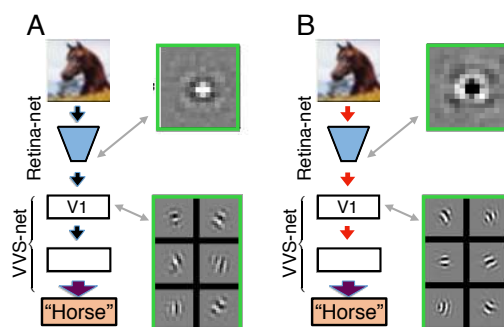 A
Retina-net
V1
VVS-net
"Horse"
B
Retina-net
V1
VVS-net
"Horse"